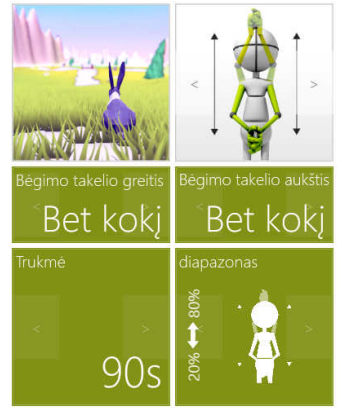 Bėgimo takelio greitis
Bet kokį
Bėgimo takelio aukštis
Bet kokį
Trukmė
90s
diapazonas
20% 80%